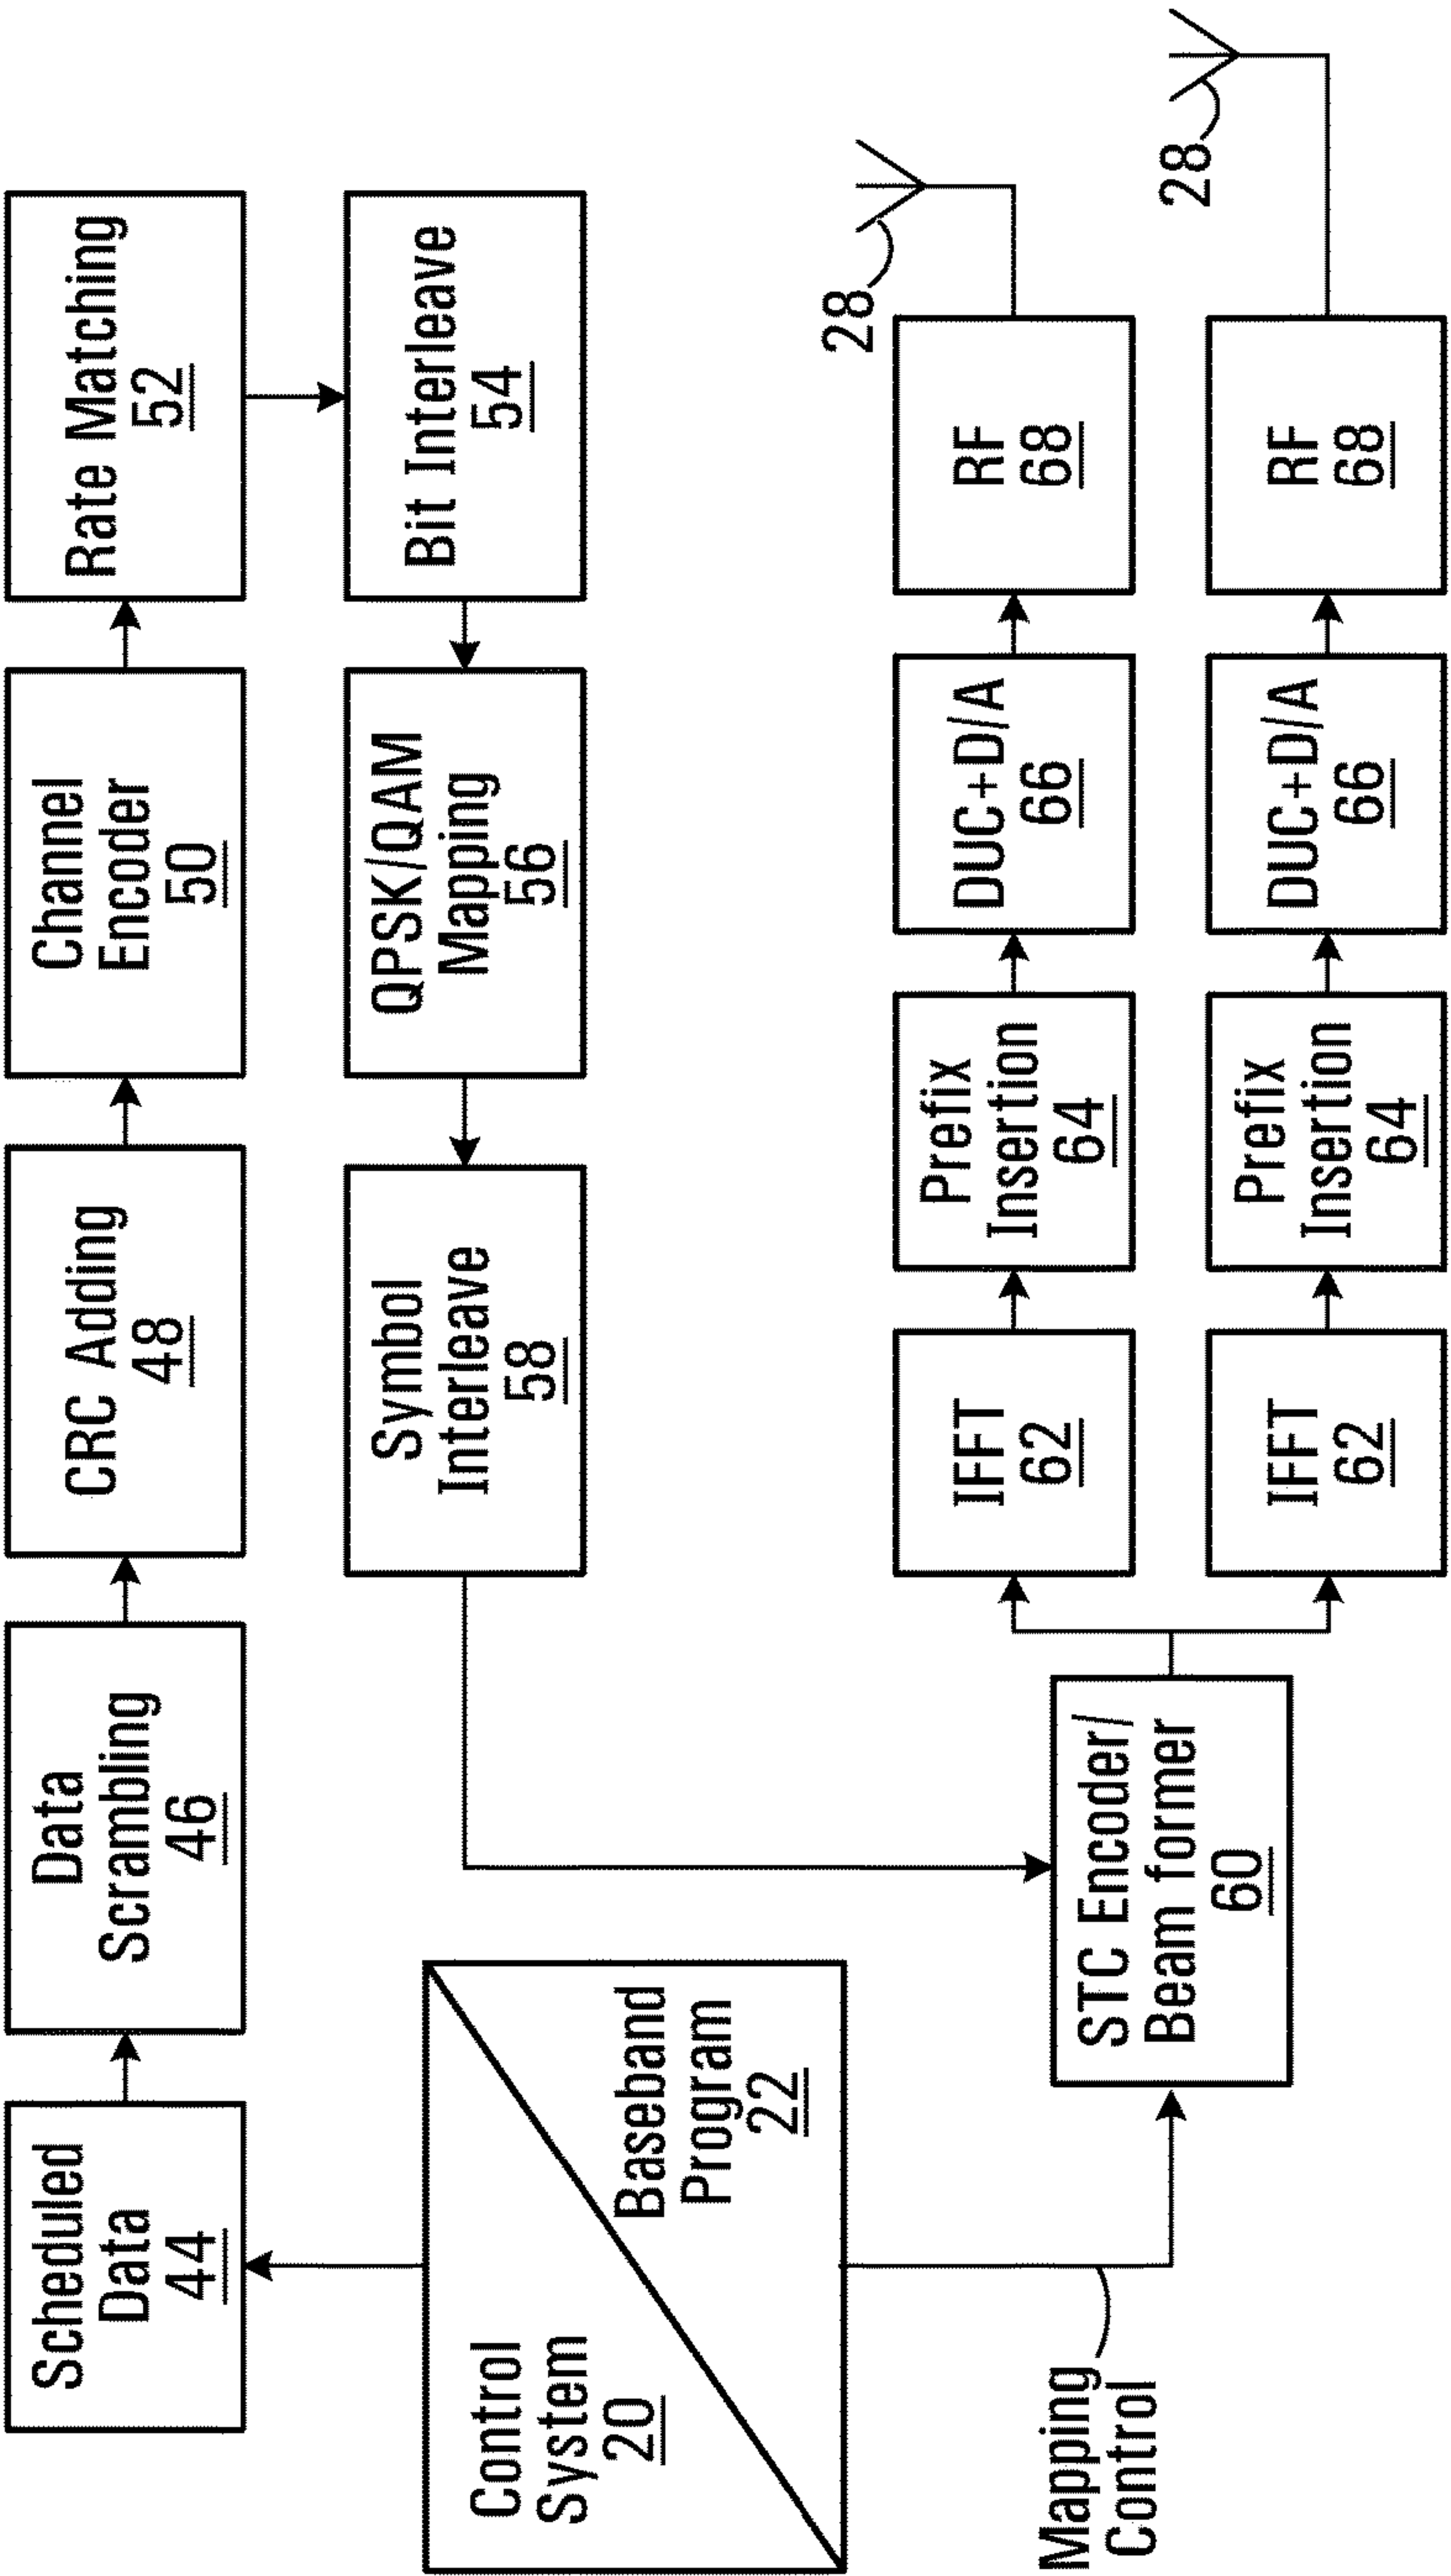 Scheduled
Data
44
Data
Scrambling
46
CRC Adding
48
Channel
Encoder
50
Rate Matching
52
Bit Interleave
54
QPSK/QAM
Mapping
56
Symbol
Interleave
58
Control
System
20
Baseband
Program
22
Mapping
Control
STC Encoder/
Beam former
60
IFFT
62
Prefix
Insertion
64
DUC+D/A
66
RF
68
28
IFFT
62
Prefix
Insertion
64
DUC+D/A
66
RF
68
28